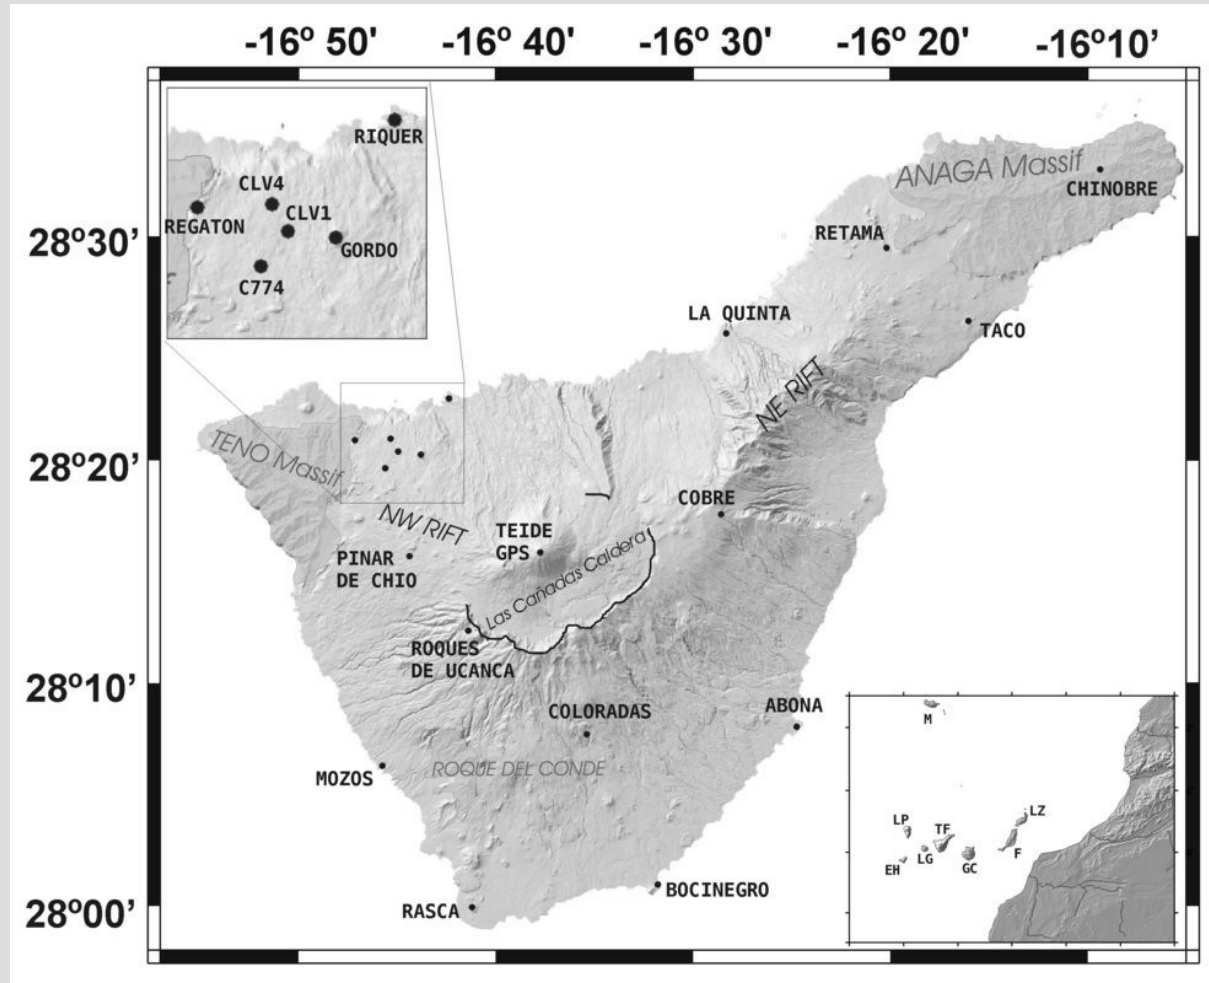 -16º 50'
-16º 40'
-16º 30'
-16º 20'
-16º10'
28º30’
28º20’
28º10’
28º00’
RIQUER
CLV4
CLV1
REGATON
GORDO
C774
ANAGA Massif
CHINOBRE
RETAMA
LA QUINTA
TACO
NE RIFT
TENO Massif
NW RIFT
COBRE
TEIDE
GPS
PINAR
DE CHIO
Las Cañadas Caldera
ROQUES
DE UCANCA
COLORADAS
ABONA
ROQUE DEL CONDE
MOZOS
BOCINEGRO
RASCA
M
LP
TF
LZ
EH
LG
GC
F